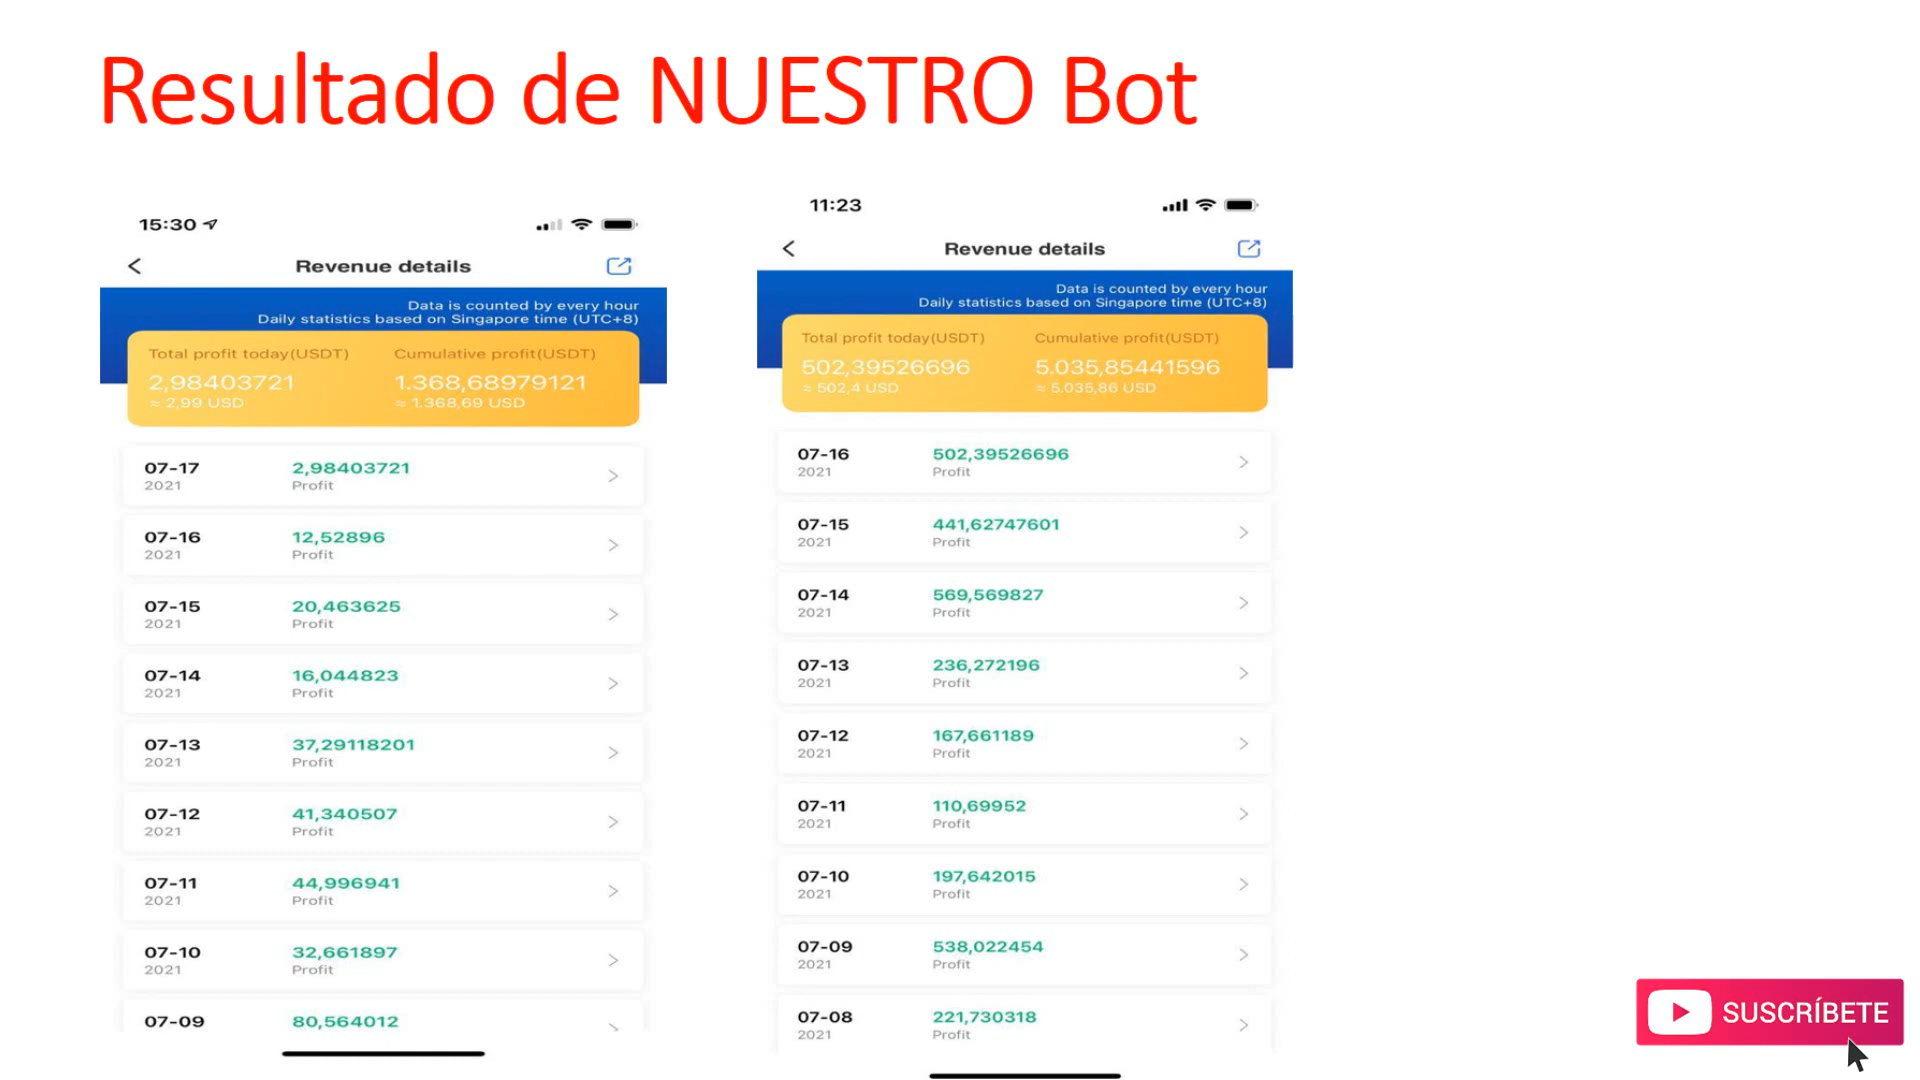 Resultado de NUESTRO Bot
15:30
Revenue details
Data is counted by every hour
Daily statistics based on Singapore time (UTC+8)
Total profit today(USDT) Cumulative profit(USDT)
2,98403721 1.368,68979121
≈ 2,99 USD ≈ 1.368,69 USD
07-17 2,98403721
2021 Profit
07-16 12,52896
2021 Profit
07-15 20,463625
2021 Profit
07-14 16,044823
2021 Profit
07-13 37,29118201
2021 Profit
07-12 41,340507
2021 Profit
07-11 44,996941
2021 Profit
07-10 32,661897
2021 Profit
07-09 80,564012
11:23
Revenue details
Data is counted by every hour
Daily statistics based on Singapore time (UTC+8)
Total profit today(USDT) Cumulative profit(USDT)
502,39526696 5.035,85441596
≈ 502,4 USD ≈ 5.035,86 USD
07-16 502,39526696
2021 Profit
07-15 441,62747601
2021 Profit
07-14 569,569827
2021 Profit
07-13 236,272196
2021 Profit
07-12 167,661189
2021 Profit
07-11 110,69952
2021 Profit
07-10 197,642015
2021 Profit
07-09 538,022454
2021 Profit
07-08 221,730318
2021 Profit
SUSCRÍBETE